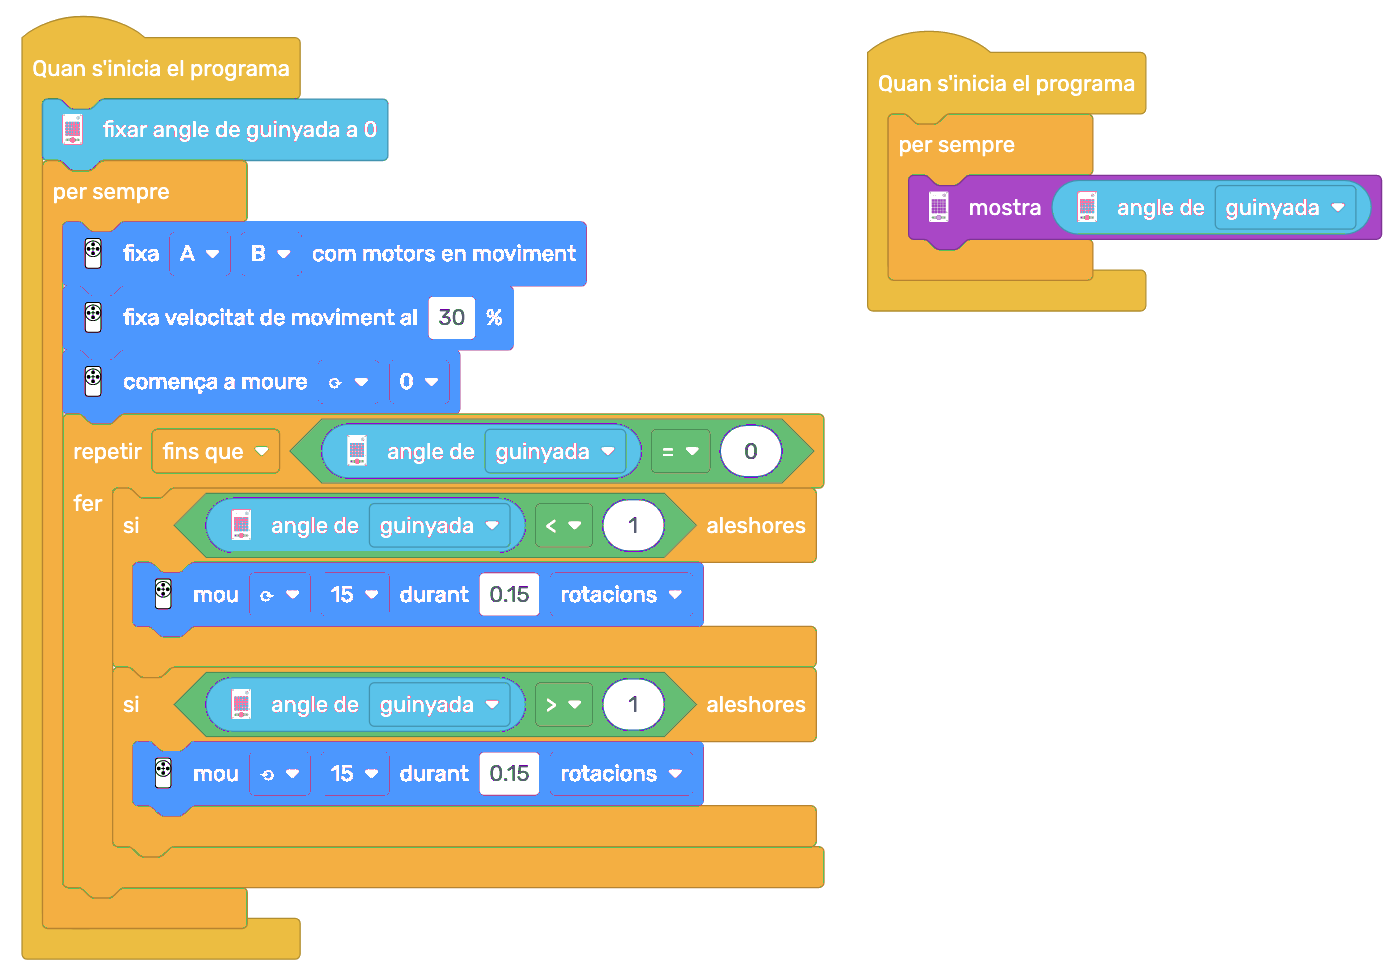 Quan s'inicia el programa
fixar angle de guinyada a 0
per sempre
fixa A B com motors en moviment
fixa velocitat de moviment al 30 %
comença a moure ⟳ 0
repetir fins que angle de guinyada = 0
fer
si angle de guinyada < 1 aleshores
mou ⟳ 15 durant 0.15 rotacions
si angle de guinyada > 1 aleshores
mou ⟲ 15 durant 0.15 rotacions
Quan s'inicia el programa
per sempre
mostra angle de guinyada